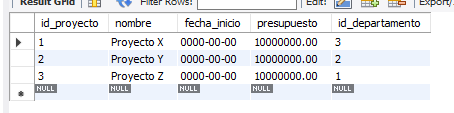 Result Grid Filter Rows: Edit: Export/
id_proyecto nombre fecha_inicio presupuesto id_departamento
1 Proyecto X 0000-00-00 10000000.00 3
2 Proyecto Y 0000-00-00 10000000.00 2
3 Proyecto Z 0000-00-00 10000000.00 1
NULL NULL NULL NULL NULL